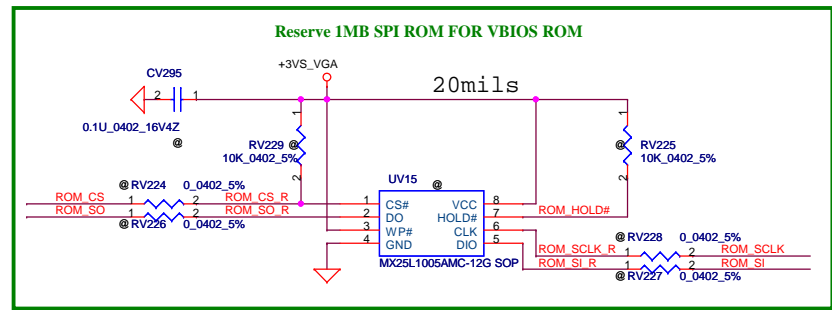 Reserve 1MB SPI ROM FOR VBIOS ROM
+3VS_VGA
CV295
2 1
20mils
0.1U_0402_16V4Z
@
1
RV229 @
10K_0402_5%
2
1
@ RV225
10K_0402_5%
2
UV15
@
@ RV224 0_0402_5%
ROM_CS 1 2 ROM_CS_R
ROM_SO 1 2 ROM_SO_R
@ RV226 0_0402_5%
1 CS# VCC 8
2 DO HOLD# 7 ROM_HOLD#
3 WP# CLK 6
4 GND DIO 5
MX25L1005AMC-12G SOP
@ RV228 0_0402_5%
ROM_SCLK_R 1 2 ROM_SCLK
ROM_SI_R 1 2 ROM_SI
@ RV227 0_0402_5%